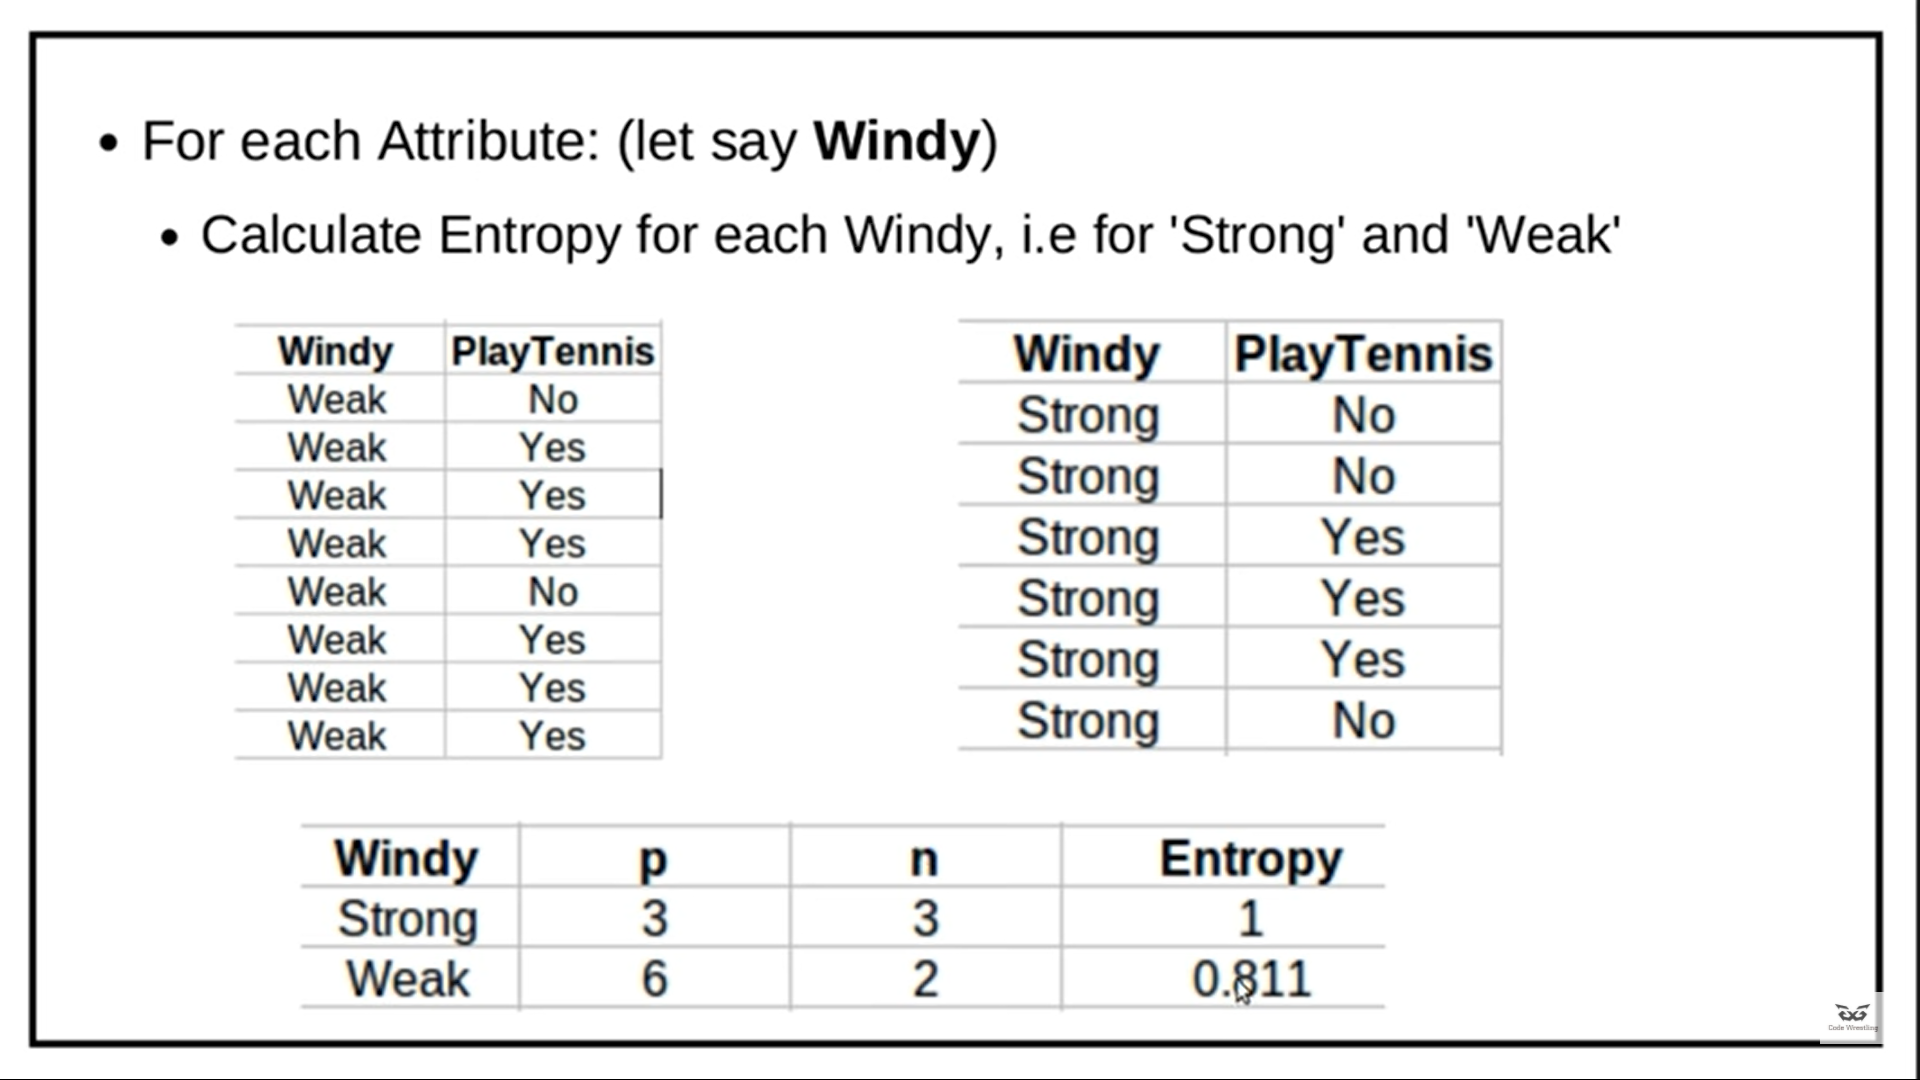 For each Attribute: (let say Windy)
Calculate Entropy for each Windy, i.e for 'Strong' and 'Weak'
Windy PlayTennis
Weak No
Weak Yes
Weak Yes
Weak Yes
Weak No
Weak Yes
Weak Yes
Weak Yes
Windy PlayTennis
Strong No
Strong No
Strong Yes
Strong Yes
Strong Yes
Strong No
Windy p n Entropy
Strong 3 3 1
Weak 6 2 0.811
Code Wrestling